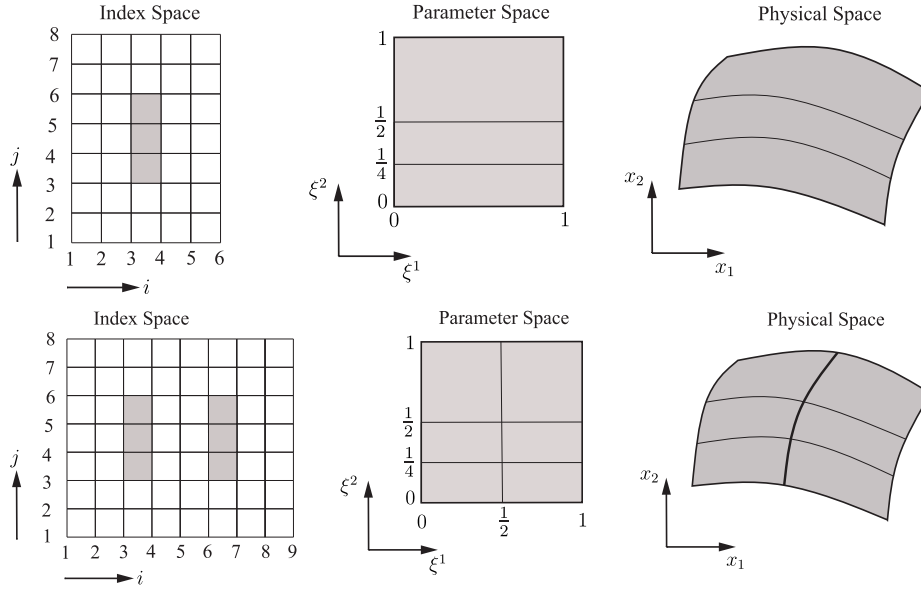 Index Space
Parameter Space
Physical Space
8
7
6
5
4
3
2
1
1 2 3 4 5 6
j
i
1
1/2
1/4
0
0 1
ξ²
ξ¹
x₂
x₁
Index Space
Parameter Space
Physical Space
8
7
6
5
4
3
2
1
1 2 3 4 5 6 7 8 9
j
i
1
1/2
1/4
0
0 1/2 1
ξ²
ξ¹
x₂
x₁